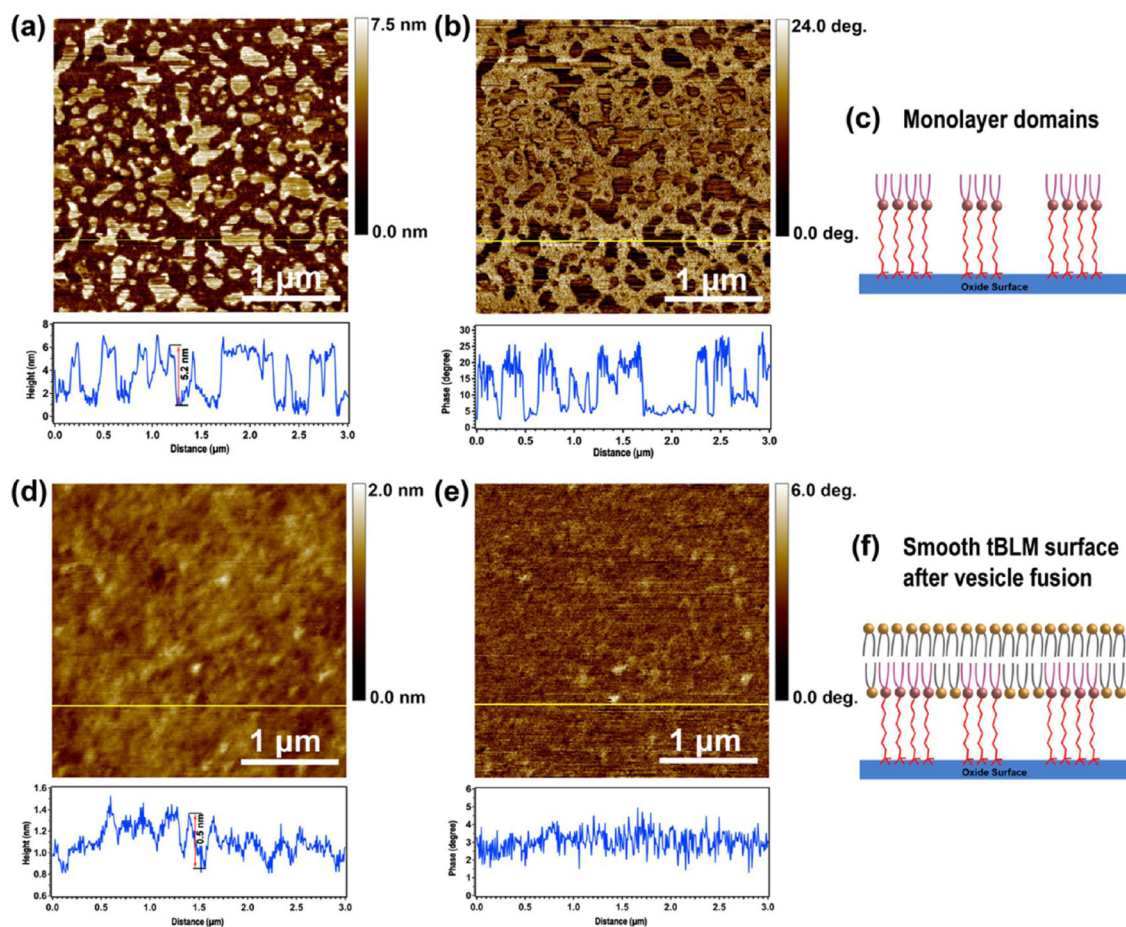 (a)
7.5 nm
0.0 nm
1 µm
(b)
24.0 deg.
0.0 deg.
1 µm
(c) Monolayer domains
Oxide Surface
Height (nm)
8
6
4
2
0
5.2 nm
0.0 0.5 1.0 1.5 2.0 2.5 3.0
Distance (µm)
Phase (degree)
30
25
20
15
10
5
0
0.0 0.5 1.0 1.5 2.0 2.5 3.0
Distance (µm)
(d)
2.0 nm
0.0 nm
1 µm
(e)
6.0 deg.
0.0 deg.
1 µm
(f) Smooth tBLM surface
after vesicle fusion
Oxide Surface
Height (nm)
1.6
1.4
1.2
1.0
0.8
0.6
0.5 nm
0.0 0.5 1.0 1.5 2.0 2.5 3.0
Distance (µm)
Phase (degree)
6
5
4
3
2
1
0
0.0 0.5 1.0 1.5 2.0 2.5 3.0
Distance (µm)